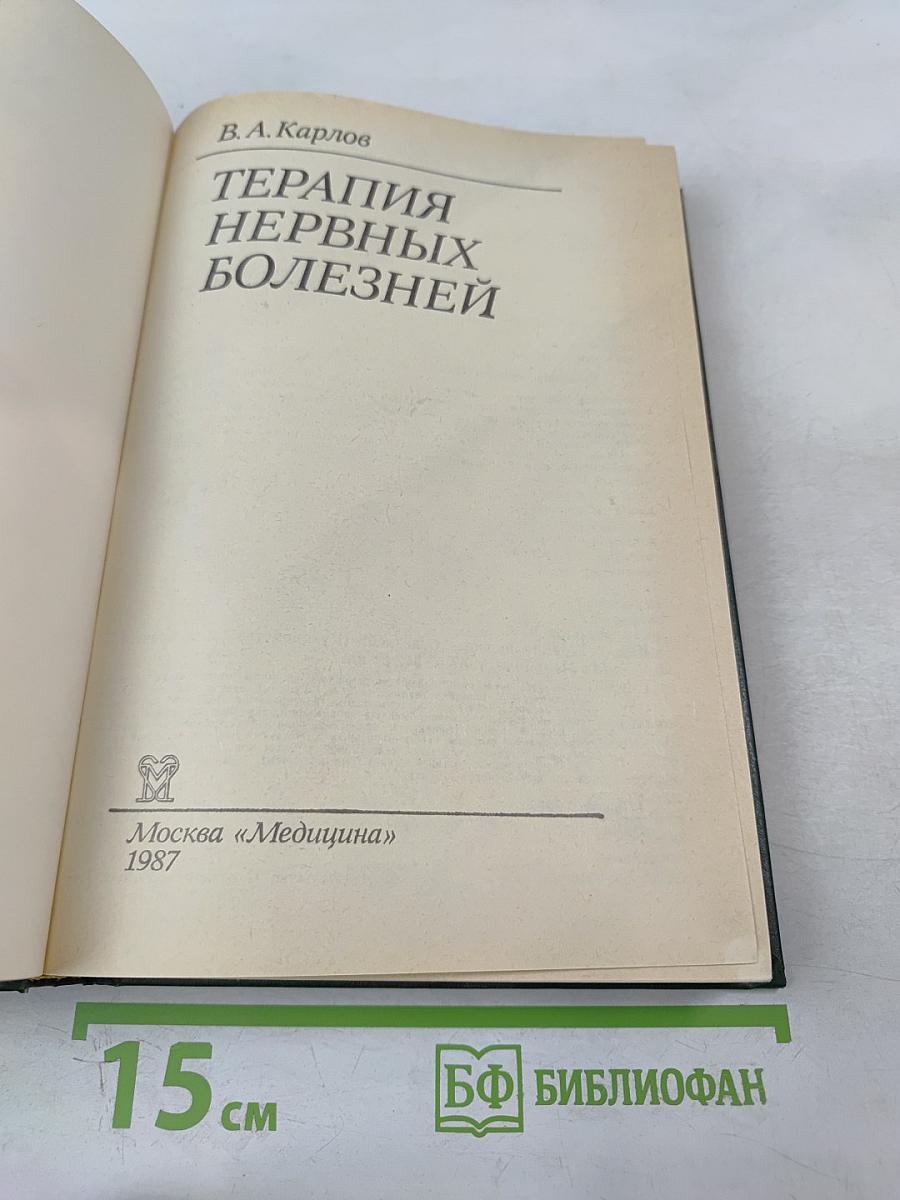 В. А. Карлов
ТЕРАПИЯ
НЕРВНЫХ
БОЛЕЗНЕЙ
Москва «Медицина»
1987
15 см
БФ БИБЛИОФАН